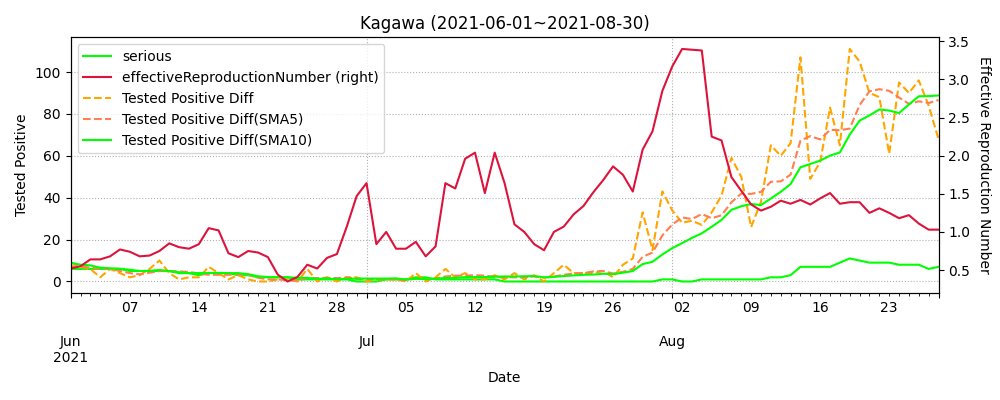 Kagawa (2021-06-01~2021-08-30)
serious
effectiveReproductionNumber (right)
Tested Positive Diff
Tested Positive Diff(SMA5)
Tested Positive Diff(SMA10)
Tested Positive
100
80
60
40
20
0
3.5
3.0
2.5
2.0
1.5
1.0
0.5
Effective Reproduction Number
07 14 21 28 05 12 19 26 02 09 16 23
Jun Jul Aug
2021
Date